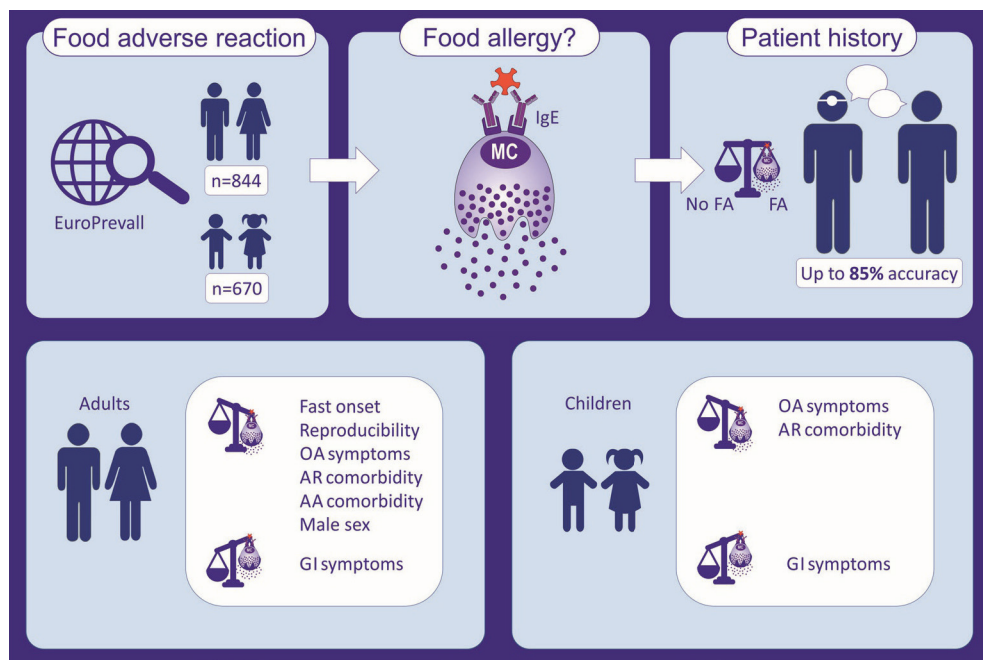 Food adverse reaction
Food allergy?
Patient history
EuroPrevall
n=844
n=670
IgE
MC
No FA
FA
Up to 85% accuracy
Adults
Fast onset
Reproducibility
OA symptoms
AR comorbidity
AA comorbidity
Male sex
GI symptoms
Children
OA symptoms
AR comorbidity
GI symptoms